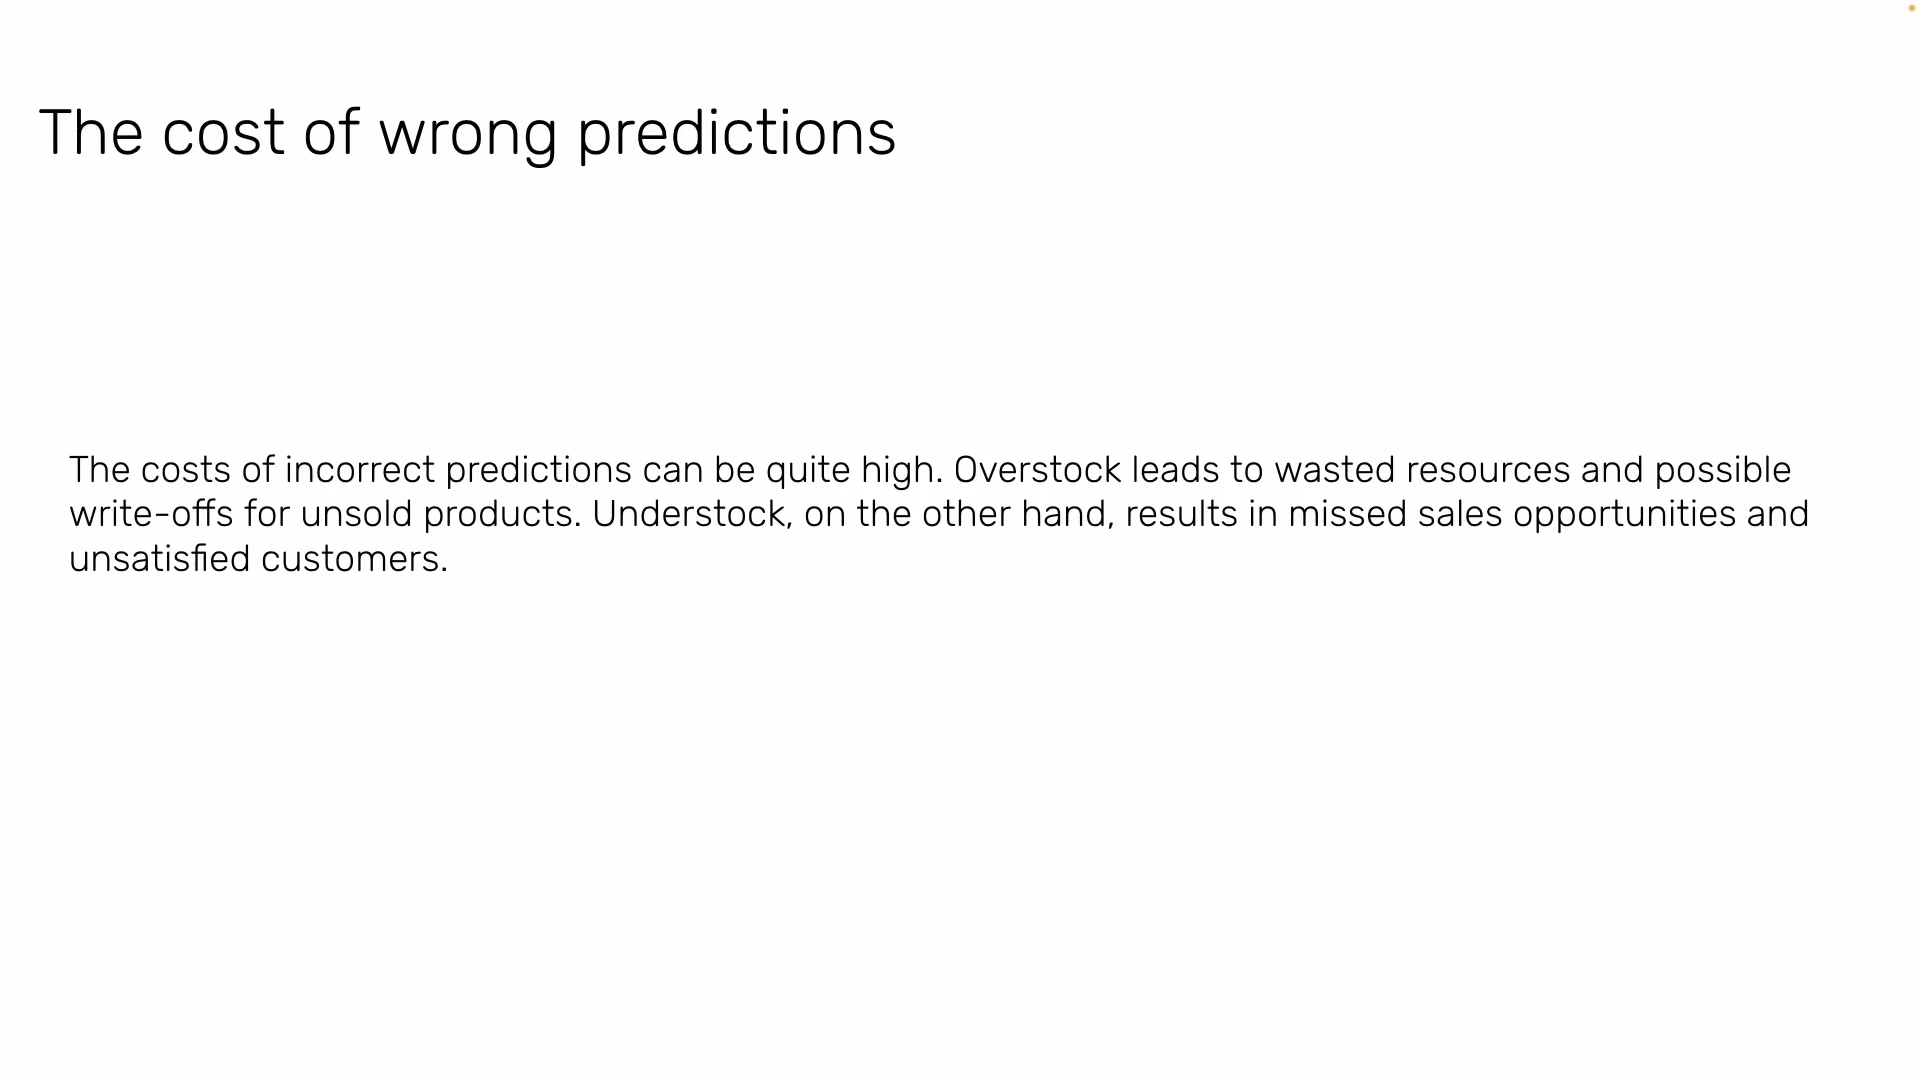 The cost of wrong predictions
The costs of incorrect predictions can be quite high. Overstock leads to wasted resources and possible
write-offs for unsold products. Understock, on the other hand, results in missed sales opportunities and
unsatisfied customers.